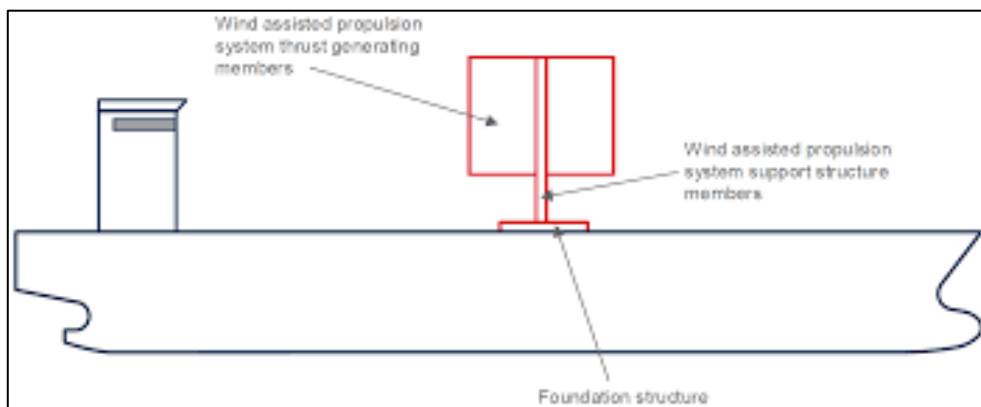 Wind assisted propulsion
system thrust generating
members
Wind assisted propulsion
system support structure
members
Foundation structure